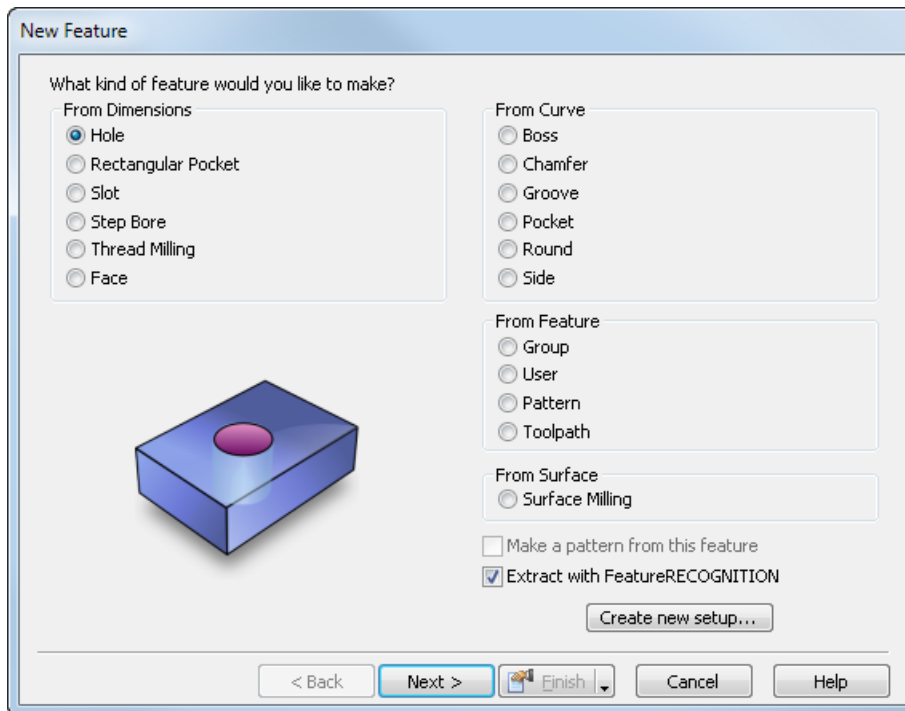 New Feature
What kind of feature would you like to make?
From Dimensions
Hole
Rectangular Pocket
Slot
Step Bore
Thread Milling
Face
From Curve
Boss
Chamfer
Groove
Pocket
Round
Side
From Feature
Group
User
Pattern
Toolpath
From Surface
Surface Milling
Make a pattern from this feature
Extract with FeatureRECOGNITION
Create new setup...
< Back
Next >
Finish
Cancel
Help